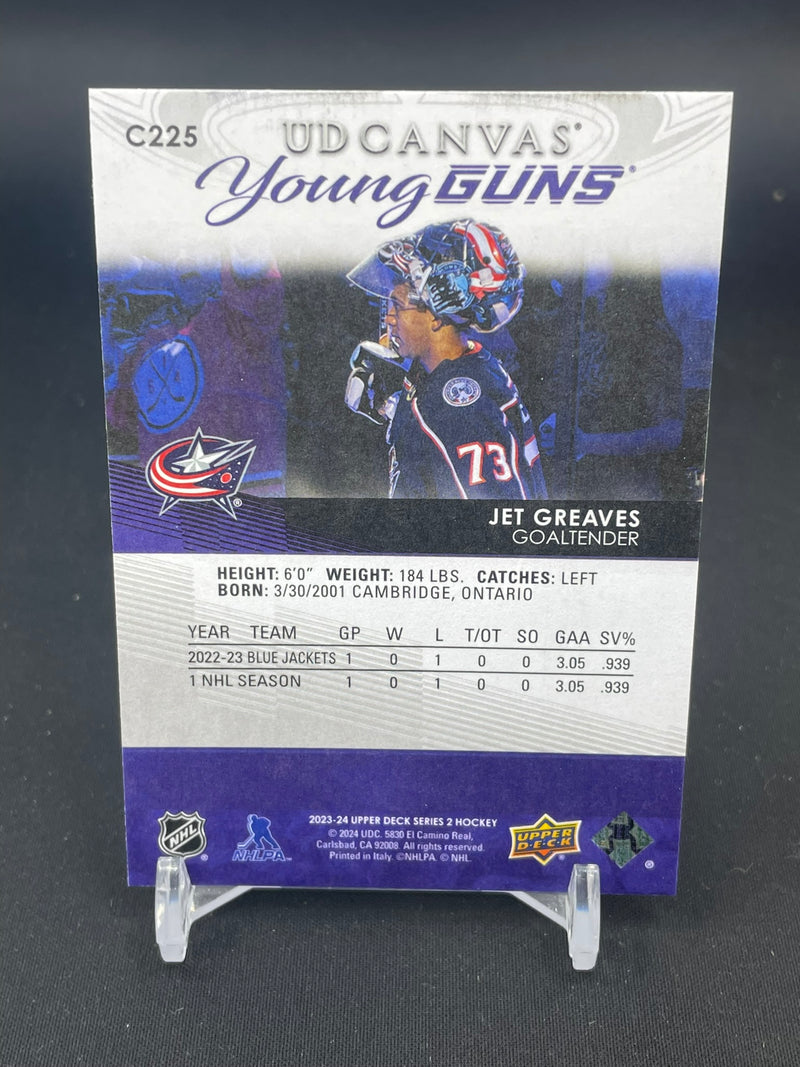 C225
UD CANVAS®
Young GUNS®
73
®
JET GREAVES
GOALTENDER
HEIGHT: 6'0" WEIGHT: 184 LBS. CATCHES: LEFT
BORN: 3/30/2001 CAMBRIDGE, ONTARIO
YEAR TEAM GP W L T/OT SO GAA SV%
2022-23 BLUE JACKETS 1 0 1 0 0 3.05 .939
1 NHL SEASON 1 0 1 0 0 3.05 .939
2023-24 UPPER DECK SERIES 2 HOCKEY
© 2024 UDC. 5830 El Camino Real,
Carlsbad, CA 92008. All rights reserved.
Printed in Italy. ©NHLPA. © NHL.
NHL ®
NHLPA
UPPER DECK ®
®